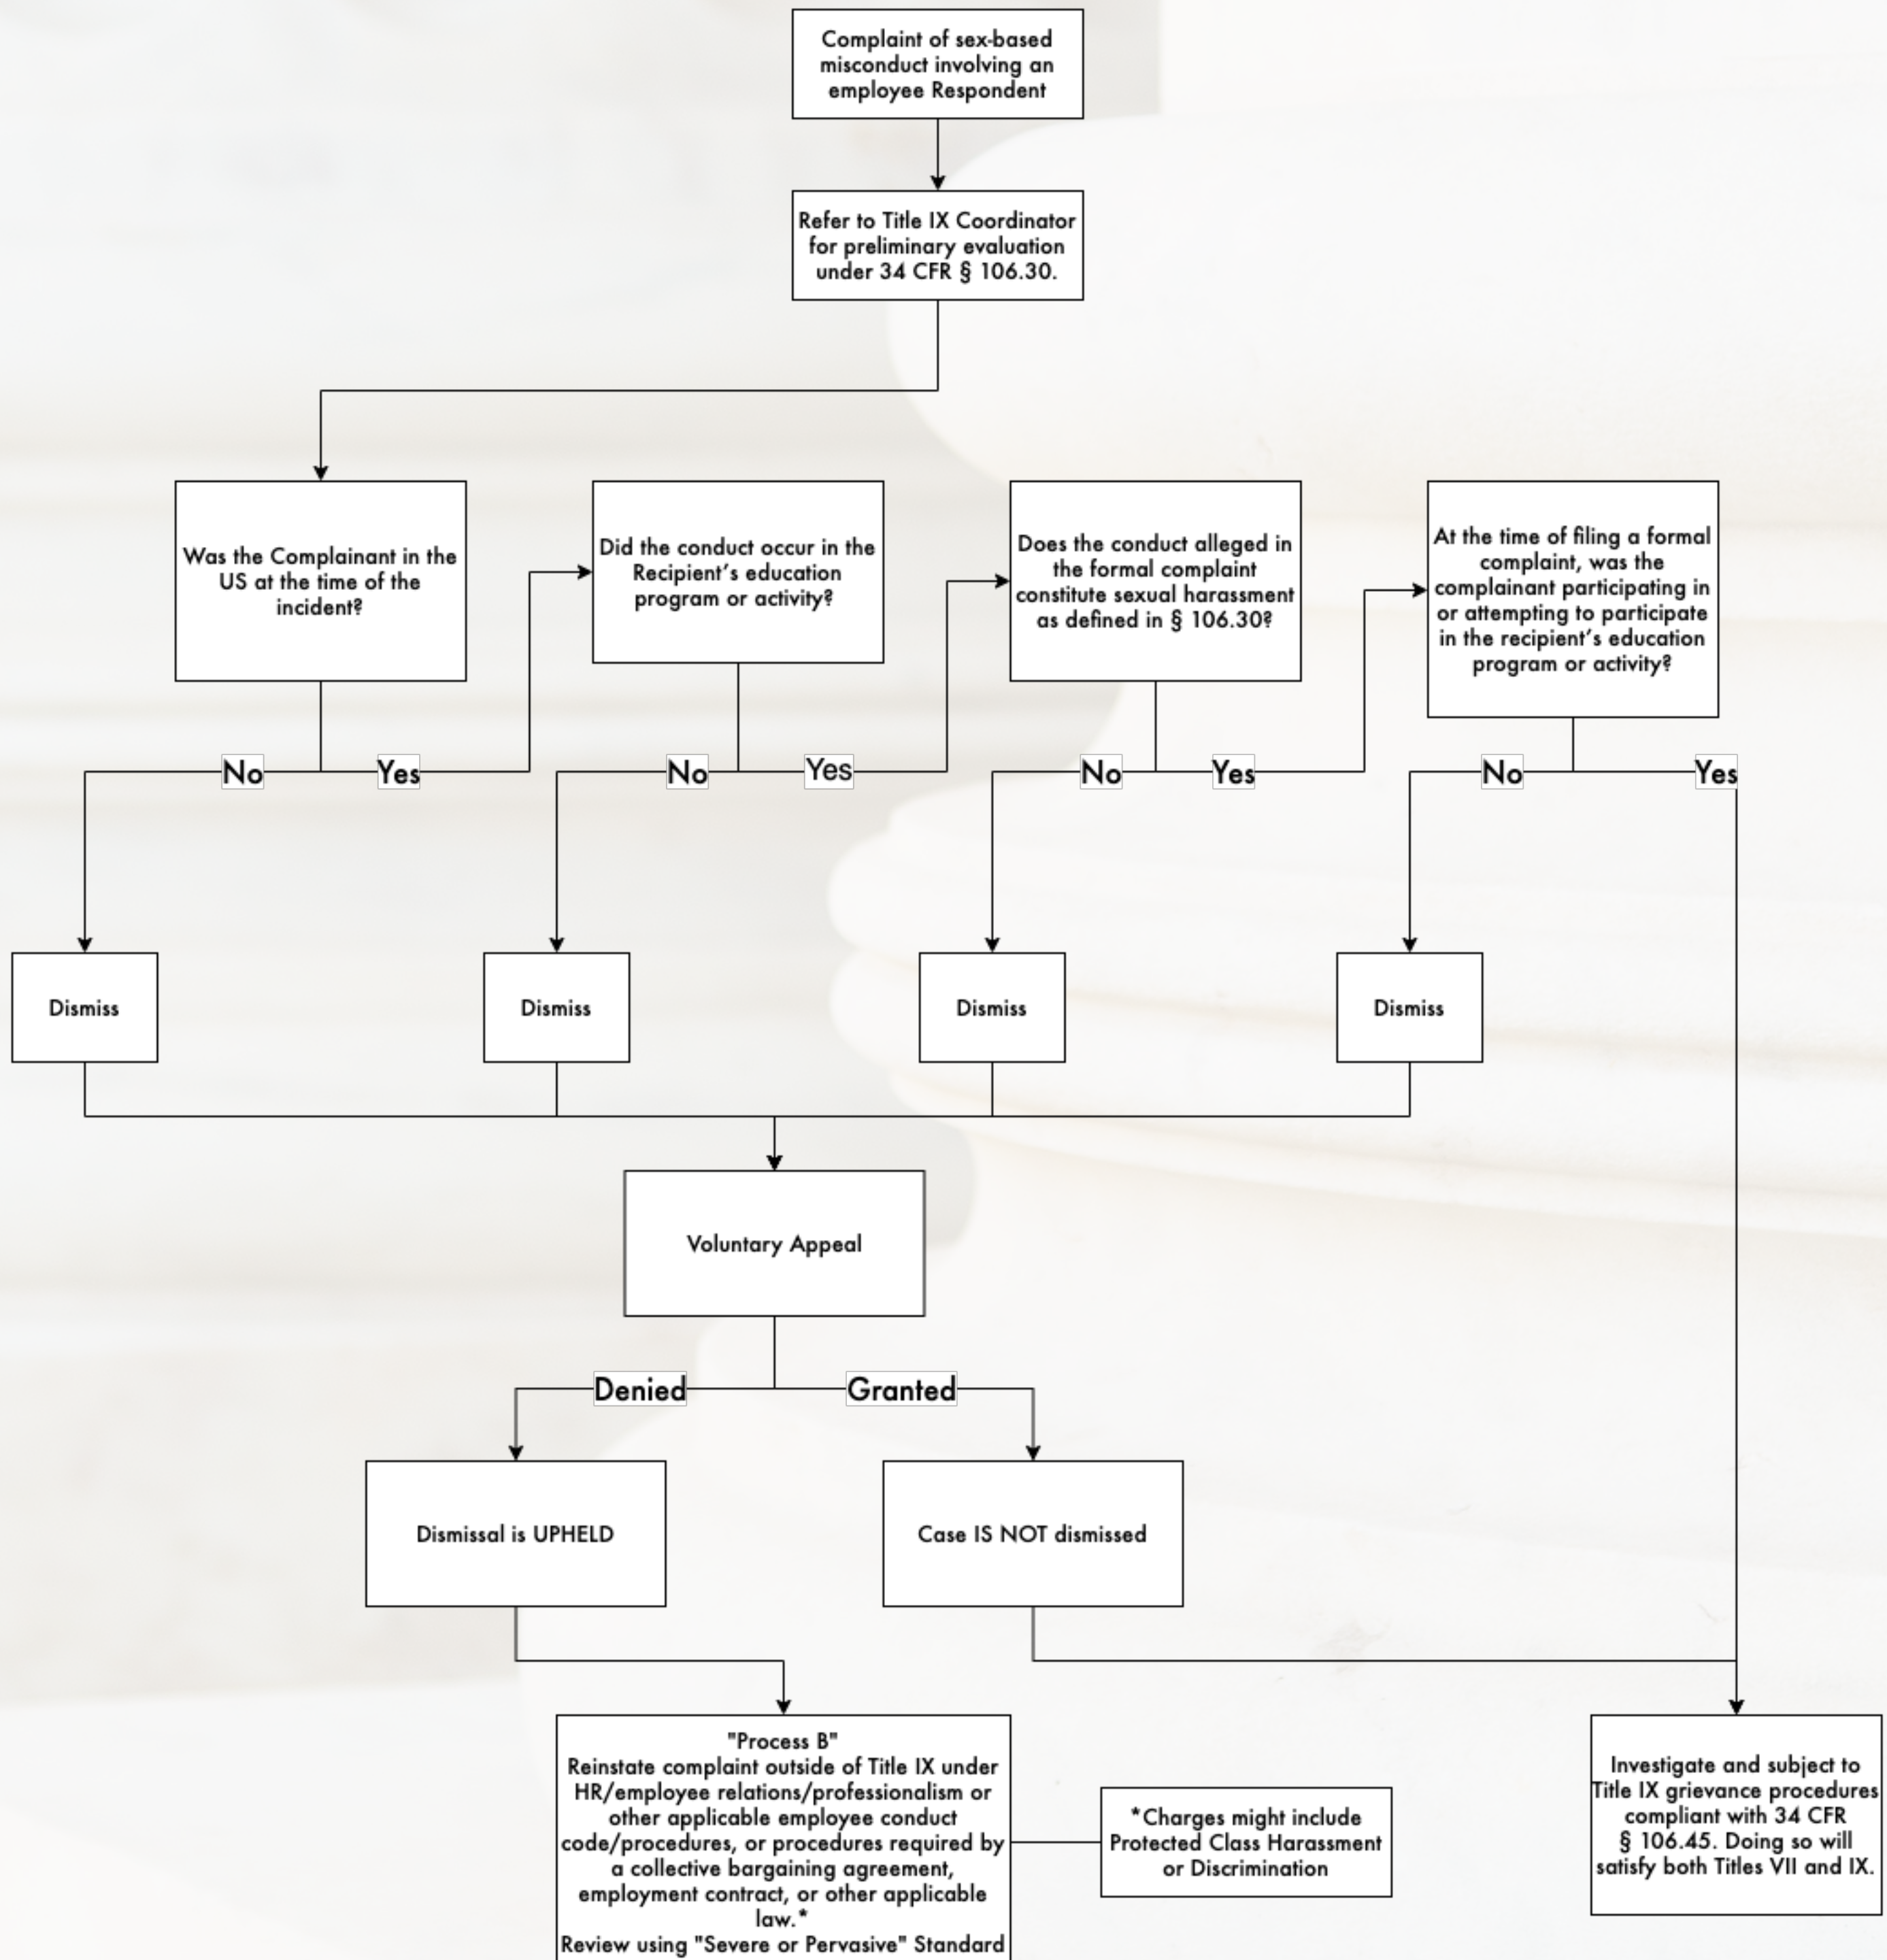 Complaint of sex-based
misconduct involving an
employee Respondent
Refer to Title IX Coordinator
for preliminary evaluation
under 34 CFR § 106.30.
Was the Complainant in the
US at the time of the
incident?
Did the conduct occur in the
Recipient’s education
program or activity?
Does the conduct alleged in
the formal complaint
constitute sexual harassment
as defined in § 106.30?
At the time of filing a formal
complaint, was the
complainant participating in
or attempting to participate
in the recipient’s education
program or activity?
No
Yes
No
Yes
No
Yes
No
Yes
Dismiss
Dismiss
Dismiss
Dismiss
Voluntary Appeal
Denied
Granted
Dismissal is UPHELD
Case IS NOT dismissed
"Process B"
Reinstate complaint outside of Title IX under
HR/employee relations/professionalism or
other applicable employee conduct
code/procedures, or procedures required by
a collective bargaining agreement,
employment contract, or other applicable
law.*
Review using "Severe or Pervasive" Standard
*Charges might include
Protected Class Harassment
or Discrimination
Investigate and subject to
Title IX grievance procedures
compliant with 34 CFR
§ 106.45. Doing so will
satisfy both Titles VII and IX.